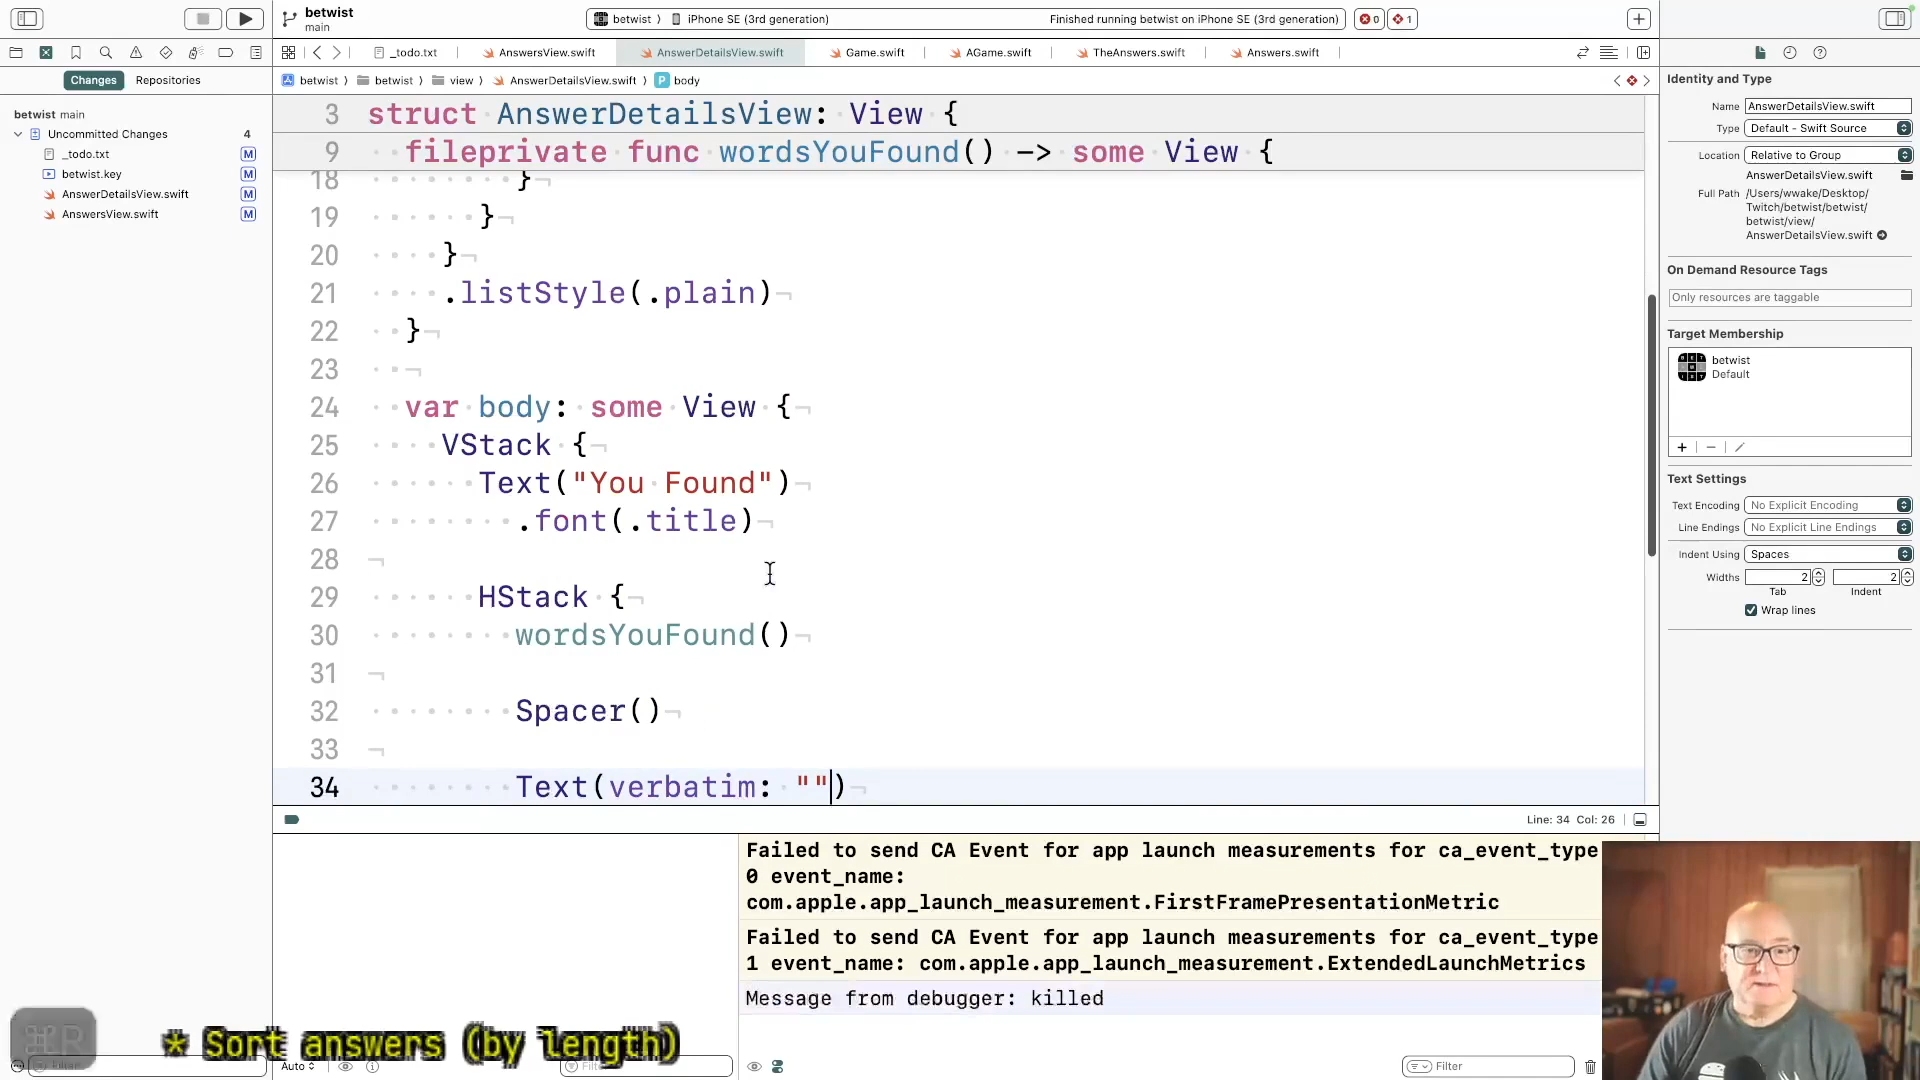 betwist
main
betwist
iPhone SE (3rd generation)
Finished running betwist on iPhone SE (3rd generation)
0
1
_todo.txt
AnswersView.swift
AnswerDetailsView.swift
Game.swift
AGame.swift
TheAnswers.swift
Answers.swift
Changes
Repositories
betwist
betwist
view
AnswerDetailsView.swift
P
body
betwist main
Uncommitted Changes
4
_todo.txt
M
betwist.key
M
AnswerDetailsView.swift
M
AnswersView.swift
M
3 struct AnswerDetailsView: View {
9 fileprivate func wordsYouFound() -> some View {
18 }
19 }
20 }
21 .listStyle(.plain)
22 }
23
24 var body: some View {
25 VStack {
26 Text("You Found")
27 .font(.title)
28
29 HStack {
30 wordsYouFound()
31
32 Spacer()
33
34 Text(verbatim: "")
Line: 34 Col: 26
Failed to send CA Event for app launch measurements for ca_event_type
0 event_name:
com.apple.app_launch_measurement.FirstFramePresentationMetric
Failed to send CA Event for app launch measurements for ca_event_type
1 event_name: com.apple.app_launch_measurement.ExtendedLaunchMetrics
Message from debugger: killed
Auto
Filter
⌘R
* Sort answers (by length)
Identity and Type
Name AnswerDetailsView.swift
Type Default - Swift Source
Location Relative to Group
AnswerDetailsView.swift
Full Path /Users/wwake/Desktop/
Twitch/betwist/betwist/
betwist/view/
AnswerDetailsView.swift
On Demand Resource Tags
Only resources are taggable
Target Membership
betwist
Default
Text Settings
Text Encoding No Explicit Encoding
Line Endings No Explicit Line Endings
Indent Using Spaces
Widths 2 2
Tab Indent
Wrap lines